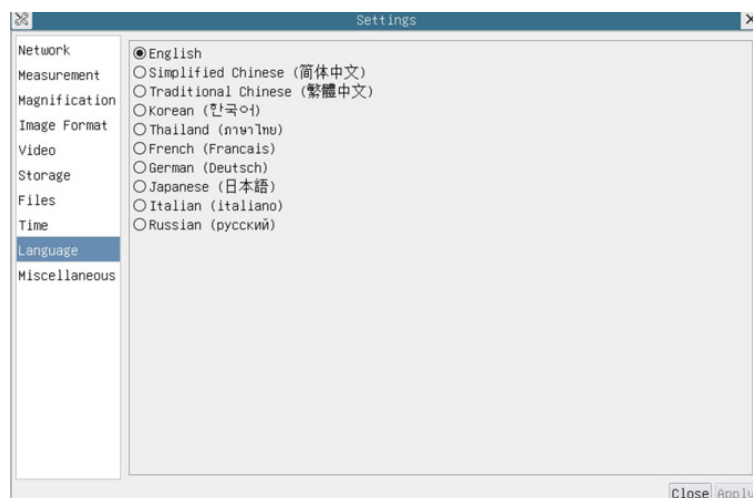 Settings
Network
Measurement
Magnification
Image Format
Video
Storage
Files
Time
Language
Miscellaneous
English
Simplified Chinese (简体中文)
Traditional Chinese (繁體中文)
Korean (한국어)
Thailand (ภาษาไทย)
French (Francais)
German (Deutsch)
Japanese (日本語)
Italian (italiano)
Russian (русский)
Close Apply